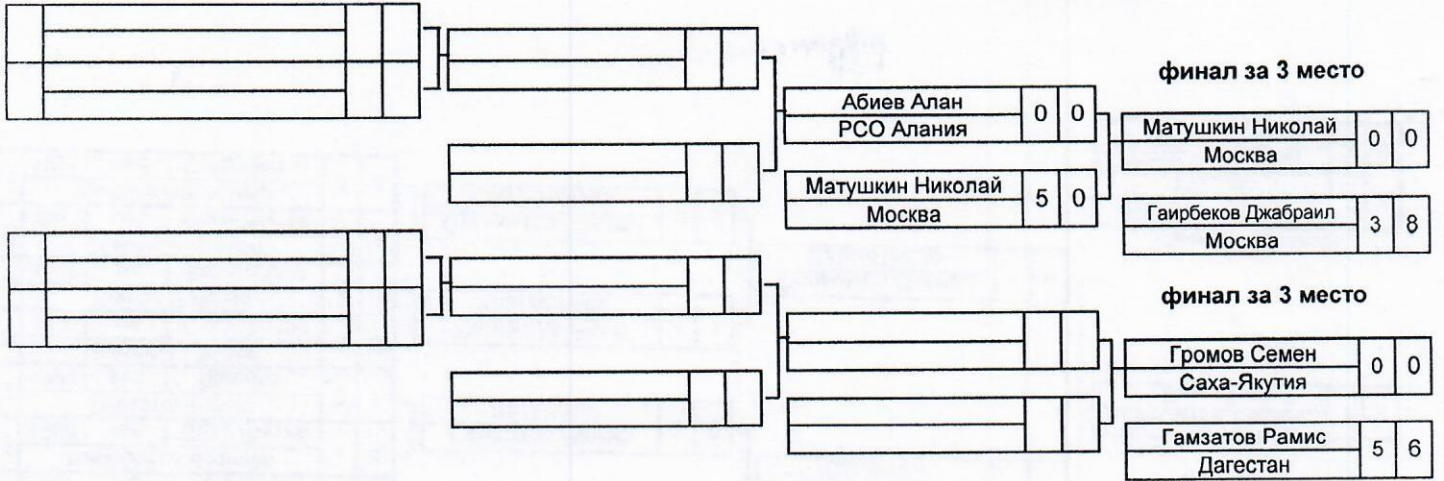 финал за 3 место
Абиев Алан 0 0
РСО Алания
Матушкин Николай 0 0
Москва
Матушкин Николай 5 0
Москва
Гаирбеков Джабраил 3 8
Москва
финал за 3 место
Громов Семен 0 0
Саха-Якутия
Гамзатов Рамис 5 6
Дагестан